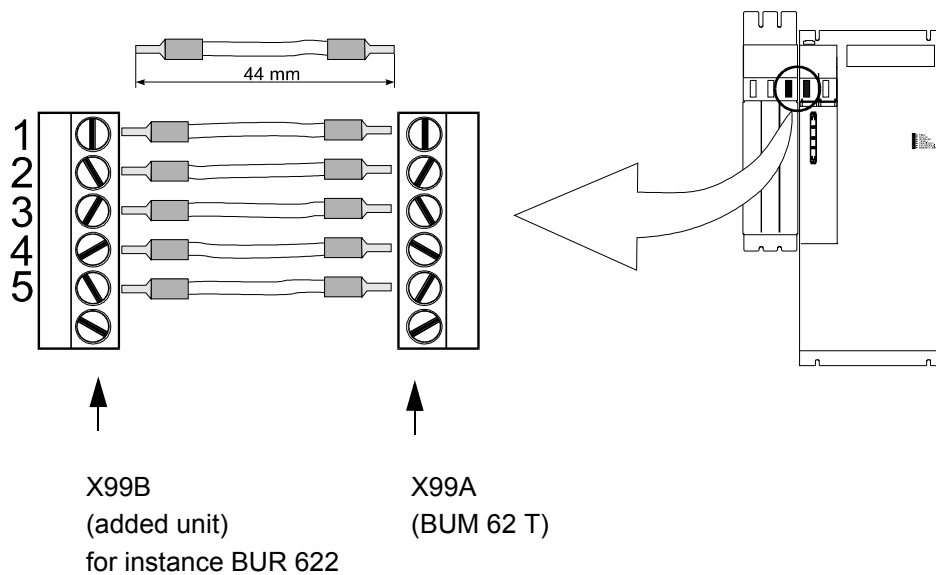 44 mm
1
2
3
4
5
X99B
(added unit)
for instance BUR 622
X99A
(BUM 62 T)